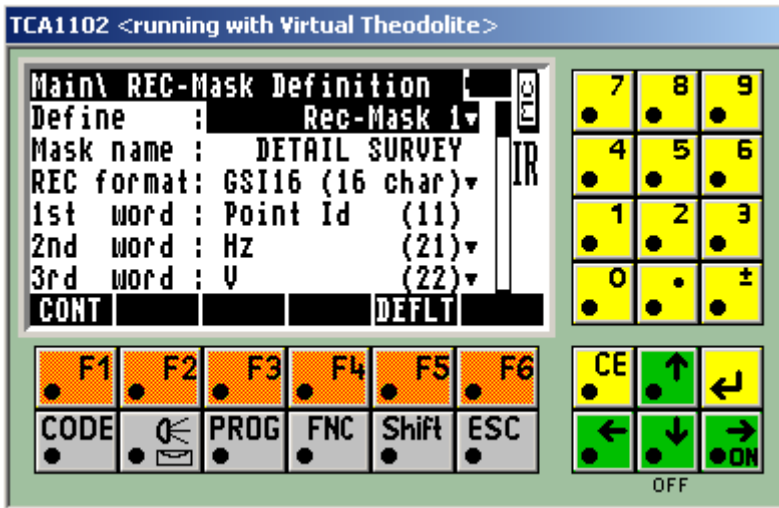 TCA1102 <running with Virtual Theodolite>
Main\ REC-Mask Definition
MC
Define : Rec-Mask 1
Mask name : DETAIL SURVEY
IR
REC format: GSI16 (16 char)
1st word : Point Id (11)
2nd word : Hz (21)
3rd word : V (22)
CONT DEFLT
7 8 9
4 5 6
1 2 3
0 . ±
F1 F2 F3 F4 F5 F6
CE
CODE PROG FNC Shift ESC
ON
OFF